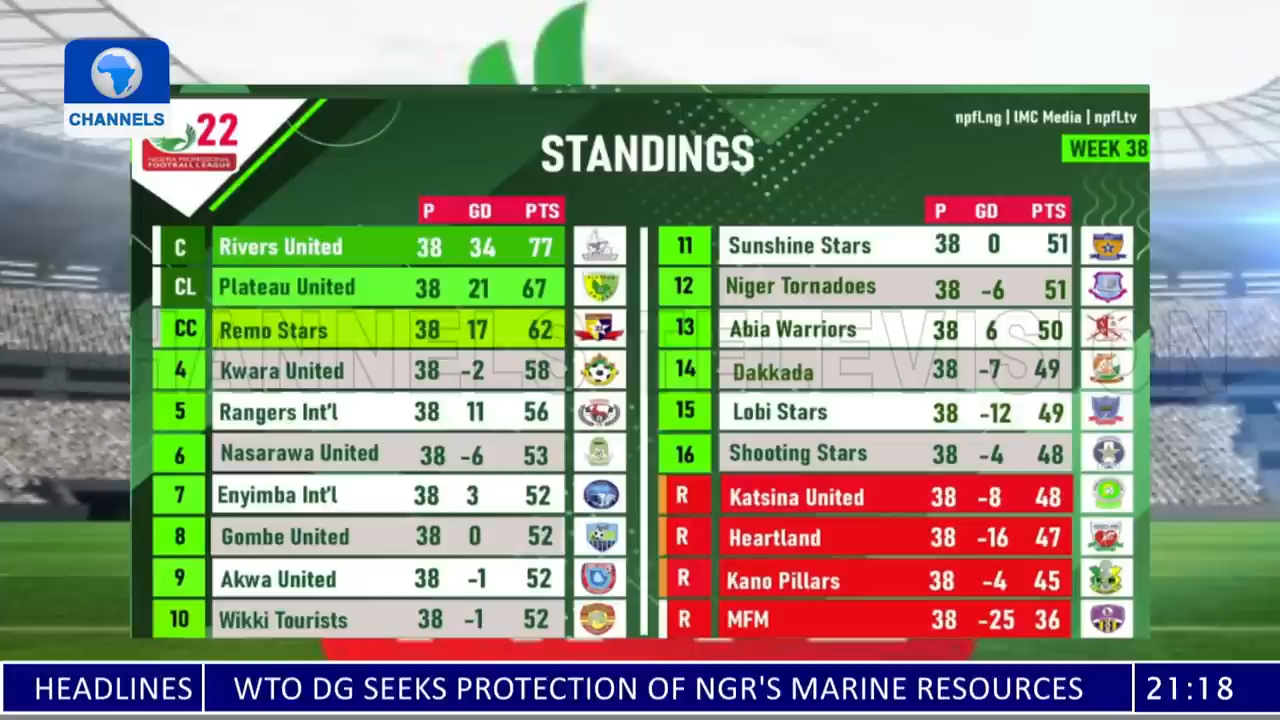 CHANNELS
22
NIGERIA PROFESSIONAL
FOOTBALL LEAGUE
npfl.ng | LMC Media | npfl.tv
STANDINGS
WEEK 38
P GD PTS
C Rivers United 38 34 77
CL Plateau United 38 21 67
CC Remo Stars 38 17 62
4 Kwara United 38 -2 58
5 Rangers Int'l 38 11 56
6 Nasarawa United 38 -6 53
7 Enyimba Int'l 38 3 52
8 Gombe United 38 0 52
9 Akwa United 38 -1 52
10 Wikki Tourists 38 -1 52
P GD PTS
11 Sunshine Stars 38 0 51
12 Niger Tornadoes 38 -6 51
13 Abia Warriors 38 6 50
14 Dakkada 38 -7 49
15 Lobi Stars 38 -12 49
16 Shooting Stars 38 -4 48
R Katsina United 38 -8 48
R Heartland 38 -16 47
R Kano Pillars 38 -4 45
R MFM 38 -25 36
CHANNELS TELEVISION
HEADLINES WTO DG SEEKS PROTECTION OF NGR'S MARINE RESOURCES 21:18